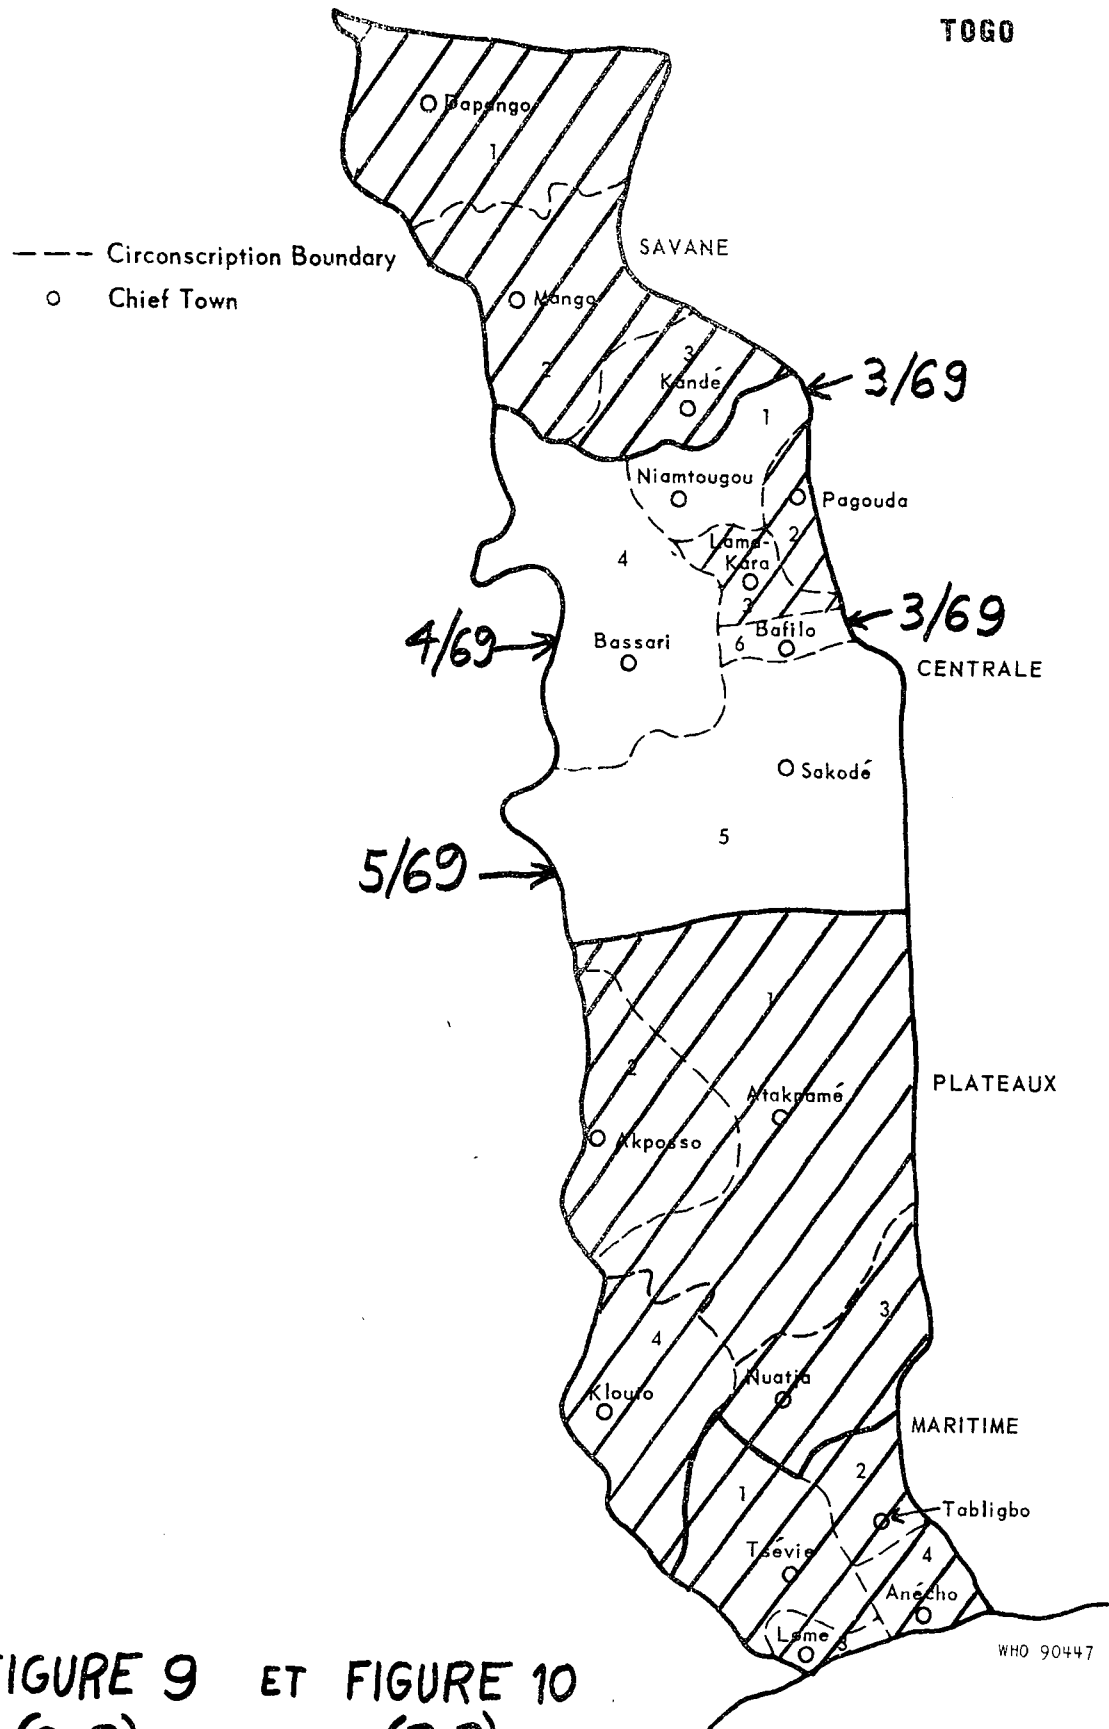 TOGO
Dapango
1
--- Circonscription Boundary
SAVANE
○ Chief Town
Mango
3
2
Kandé
3/69
1
Niamtougou
Pagouda
Lama-
Kara
2
4
3
3/69
4/69
Bassari
6
Bafilo
CENTRALE
Sakodé
5
5/69
1
2
PLATEAUX
Atakpamé
Akposso
3
4
Klouto
Nuatja
MARITIME
2
1
Tabligbo
Tsévie
4
Anécho
Lome
3
WHO 90447
FIGURE 9 ET FIGURE 10